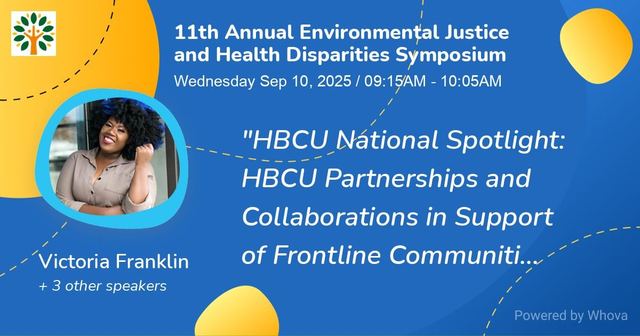 11th Annual Environmental Justice
and Health Disparities Symposium
Wednesday Sep 10, 2025 / 09:15AM - 10:05AM
"HBCU National Spotlight:
HBCU Partnerships and
Collaborations in Support
of Frontline Communiti...
Victoria Franklin
+ 3 other speakers
Powered by Whova